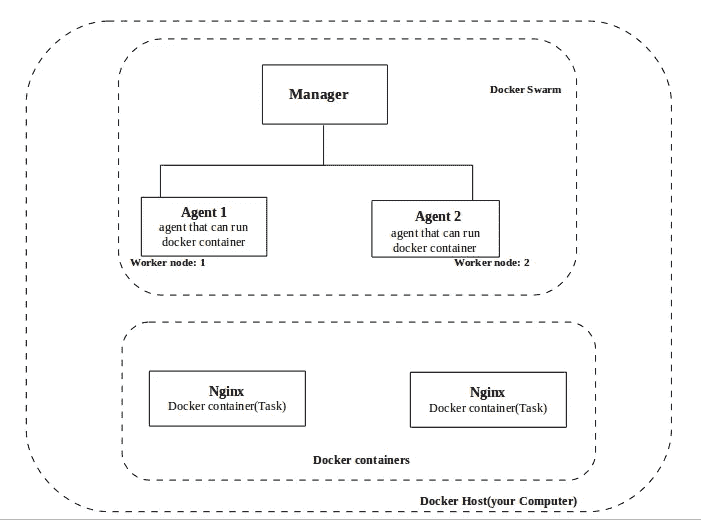 Manager
Docker Swarm
Agent 1
agent that can run
docker container
Worker node: 1
Agent 2
agent that can run
docker container
Worker node: 2
Nginx
Docker container(Task)
Nginx
Docker container(Task)
Docker containers
Docker Host(your Computer)